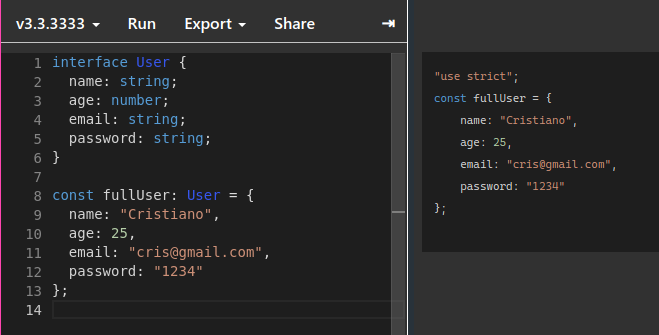 v3.3.3333 Run Export Share
1 interface User {
2   name: string;
3   age: number;
4   email: string;
5   password: string;
6 }
7
8 const fullUser: User = {
9   name: "Cristiano",
10   age: 25,
11   email: "cris@gmail.com",
12   password: "1234"
13 };
14
"use strict";
const fullUser = {
    name: "Cristiano",
    age: 25,
    email: "cris@gmail.com",
    password: "1234"
};